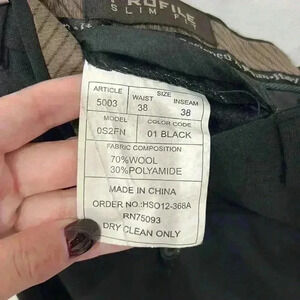 PROFILE
SLIM FIT
ARTICLE WAIST SIZE INSEAM
5003 38 38
MODEL COLOR CODE
0S2FN 01 BLACK
FABRIC COMPOSITION
70%WOOL
30%POLYAMIDE
MADE IN CHINA
ORDER NO.:HSO12-368A
RN75093
DRY CLEAN ONLY